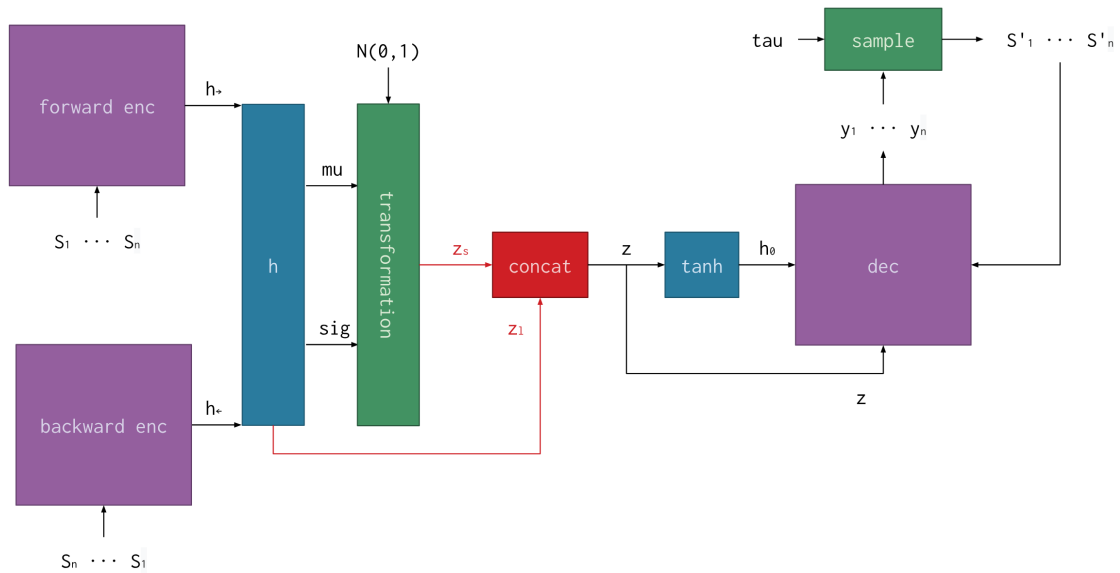 forward enc
h→
S₁ ··· Sₙ
backward enc
h←
Sₙ ··· S₁
h
mu
sig
N(0,1)
transformation
zₛ
zₗ
concat
z
tanh
h₀
dec
z
y₁ ··· yₙ
tau
sample
S'₁ ··· S'ₙ